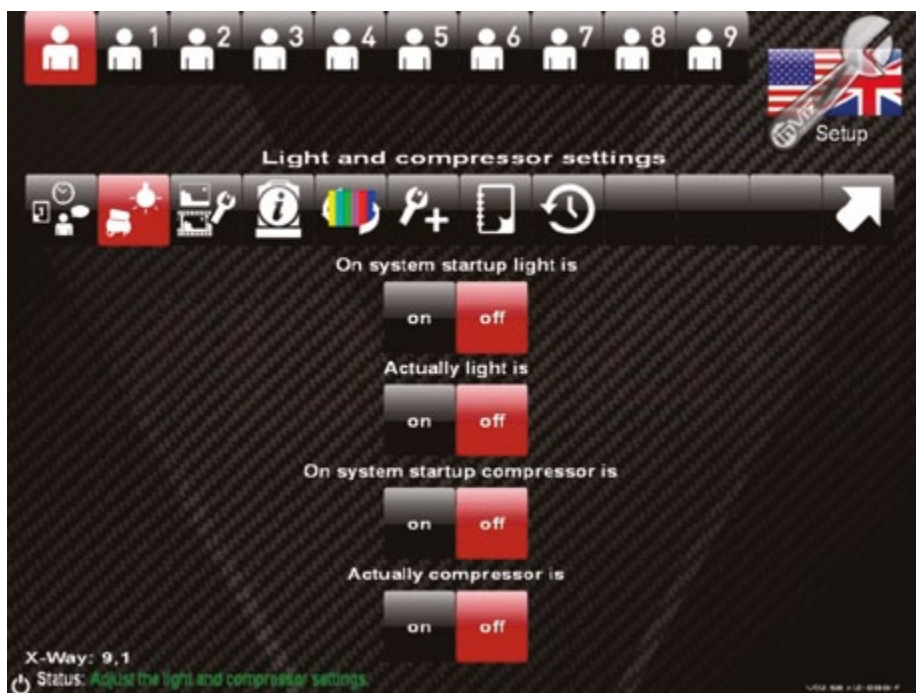 1 2 3 4 5 6 7 8 9
InViz
Setup
Light and compressor settings
On system startup light is
on off
Actually light is
on off
On system startup compressor is
on off
Actually compressor is
on off
X-Way: 9,1
Status: Adjust the light and compressor settings.